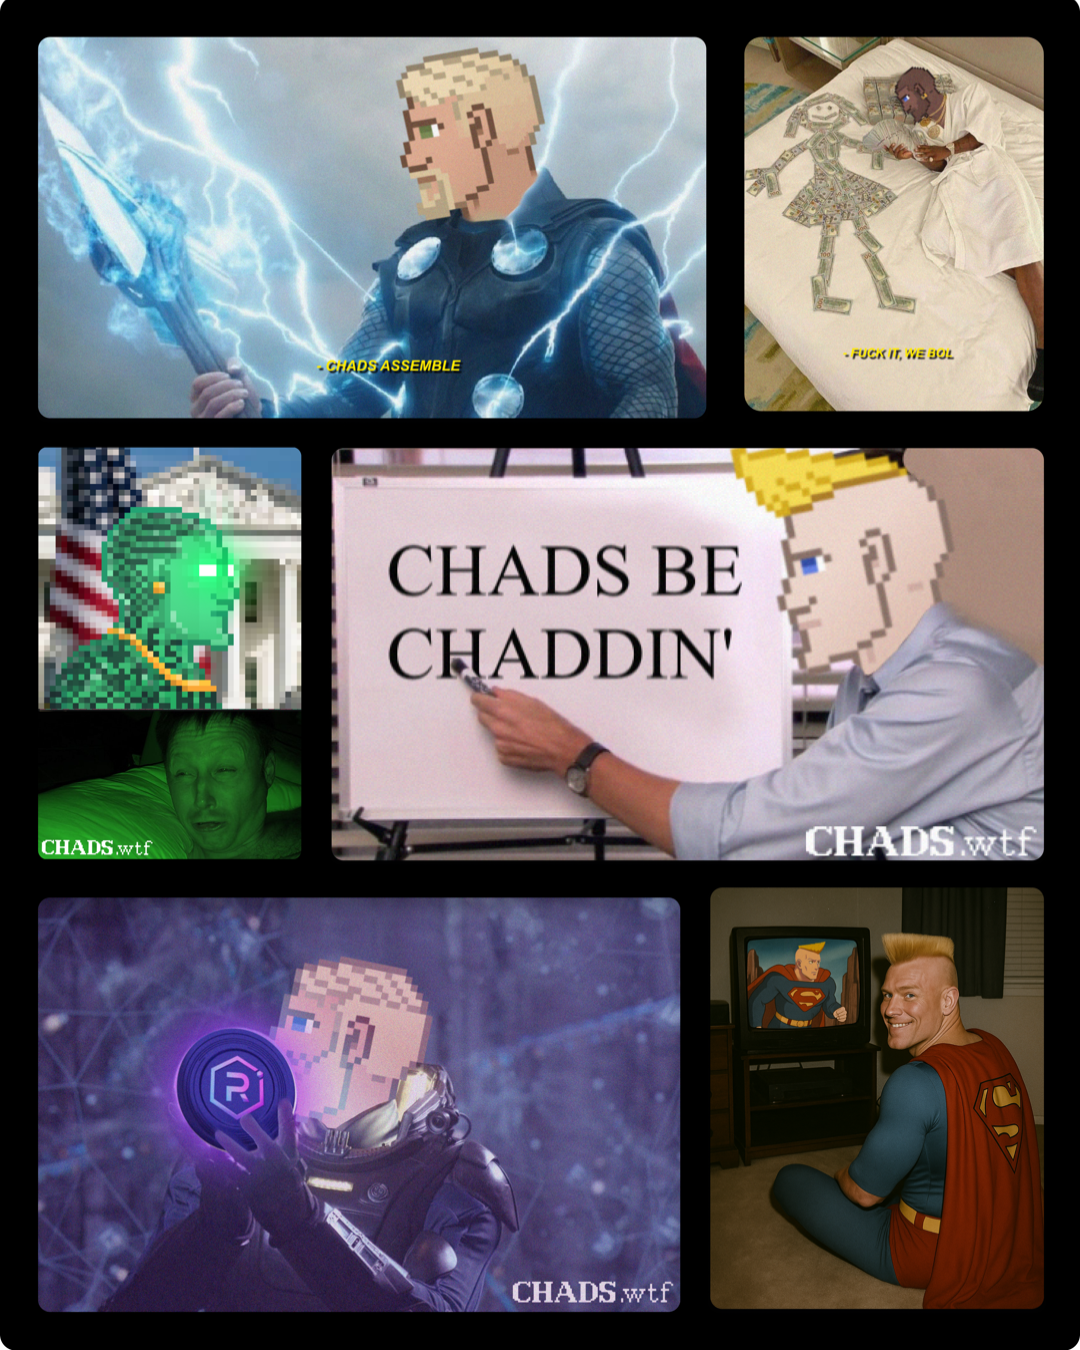 - CHADS ASSEMBLE
- FUCK IT, WE BOL
CHADS BE
CHADDIN'
CHADS.wtf
CHADS.wtf
R
CHADS.wtf
S
S